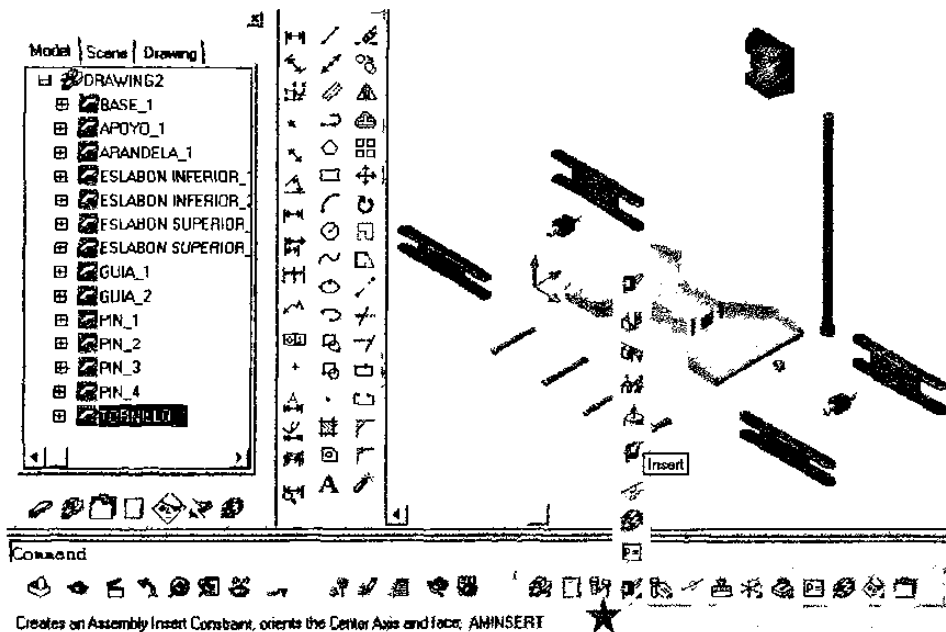 Model Scene Drawing
DRAWING2
BASE_1
APOYO_1
ARANDELA_1
ESLABON INFERIOR_
ESLABON INFERIOR_
ESLABON SUPERIOR_
ESLABON SUPERIOR_
GUIA_1
GUIA_2
PIN_1
PIN_2
PIN_3
PIN_4
Insert
A
Command
Creates an Assembly Insert Constraint, orients the Center Axis and face; AMINSERT